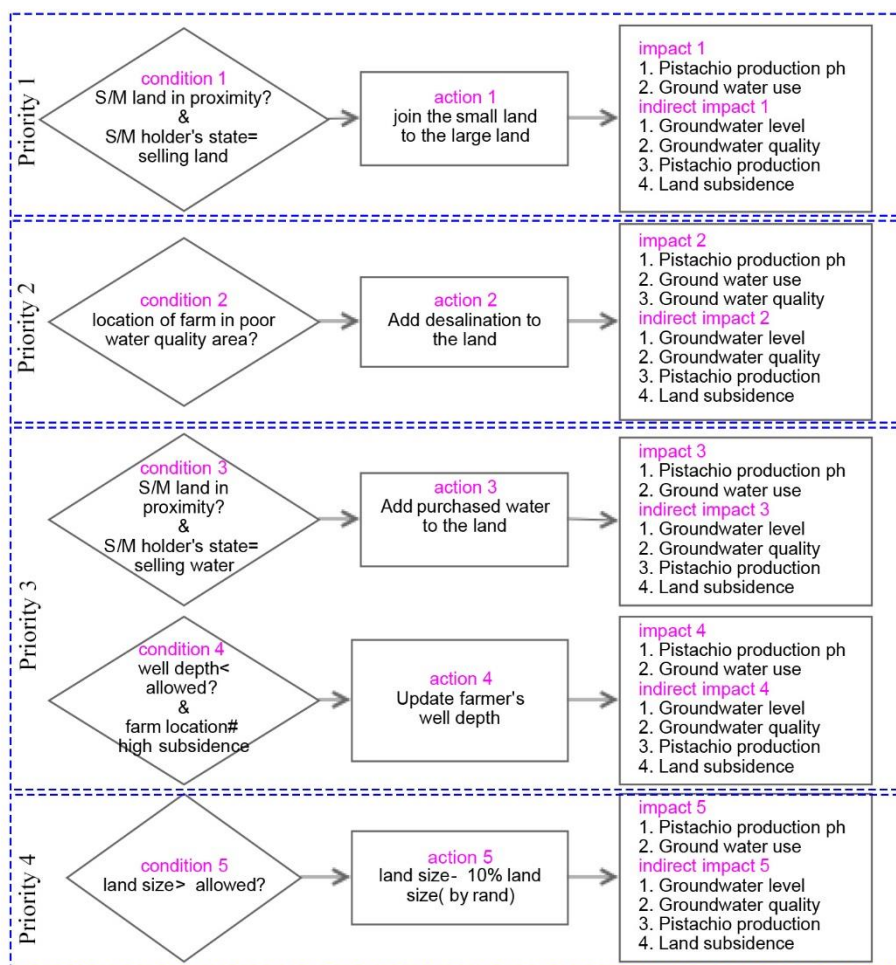 Priority 1
condition 1
S/M land in proximity?
&
S/M holder's state=
selling land
action 1
join the small land
to the large land
impact 1
1. Pistachio production ph
2. Ground water use
indirect impact 1
1. Groundwater level
2. Groundwater quality
3. Pistachio production
4. Land subsidence
Priority 2
condition 2
location of farm in poor
water quality area?
action 2
Add desalination to
the land
impact 2
1. Pistachio production ph
2. Ground water use
3. Ground water quality
indirect impact 2
1. Groundwater level
2. Groundwater quality
3. Pistachio production
4. Land subsidence
Priority 3
condition 3
S/M land in
proximity?
&
S/M holder's state=
selling water
action 3
Add purchased water
to the land
impact 3
1. Pistachio production ph
2. Ground water use
indirect impact 3
1. Groundwater level
2. Groundwater quality
3. Pistachio production
4. Land subsidence
condition 4
well depth<
allowed?
&
farm location#
high subsidence
action 4
Update farmer's
well depth
impact 4
1. Pistachio production ph
2. Ground water use
indirect impact 4
1. Groundwater level
2. Groundwater quality
3. Pistachio production
4. Land subsidence
Priority 4
condition 5
land size> allowed?
action 5
land size- 10% land
size( by rand)
impact 5
1. Pistachio production ph
2. Ground water use
indirect impact 5
1. Groundwater level
2. Groundwater quality
3. Pistachio production
4. Land subsidence